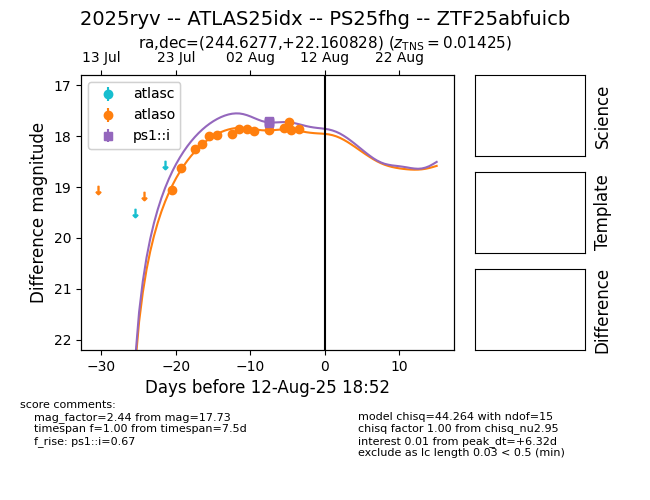 2025ryv -- ATLAS25idx -- PS25fhg -- ZTF25abfuicb
ra,dec=(244.6277,+22.160828) (z_TNS = 0.01425)
13 Jul 23 Jul 02 Aug 12 Aug 22 Aug
atlasc
atlaso
ps1::i
17
18
19
20
21
22
Difference magnitude
−30 −20 −10 0 10
Days before 12-Aug-25 18:52
Science
Template
Difference
score comments:
mag_factor=2.44 from mag=17.73
timespan f=1.00 from timespan=7.5d
f_rise: ps1::i=0.67
model chisq=44.264 with ndof=15
chisq factor 1.00 from chisq_nu2.95
interest 0.01 from peak_dt=+6.32d
exclude as lc length 0.03 < 0.5 (min)